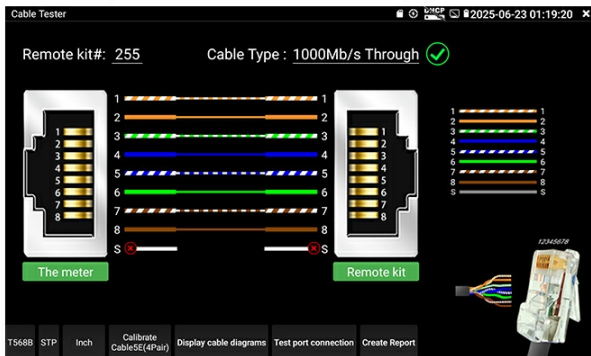 Cable Tester
DHCP
2025-06-23 01:19:20 ×
Remote kit#: 255
Cable Type : 1000Mb/s Through
1 1
2 2
3 3
4 4
5 5
6 6
7 7
8 8
S S
1
2
3
4
5
6
7
8
1
2
3
4
5
6
7
8
1 1
2 2
3 3
4 4
5 5
6 6
7 7
8 8
S S
12345678
The meter
Remote kit
T568B
STP
Inch
Calibrate
Cable5E(4Pair)
Display cable diagrams
Test port connection
Create Report